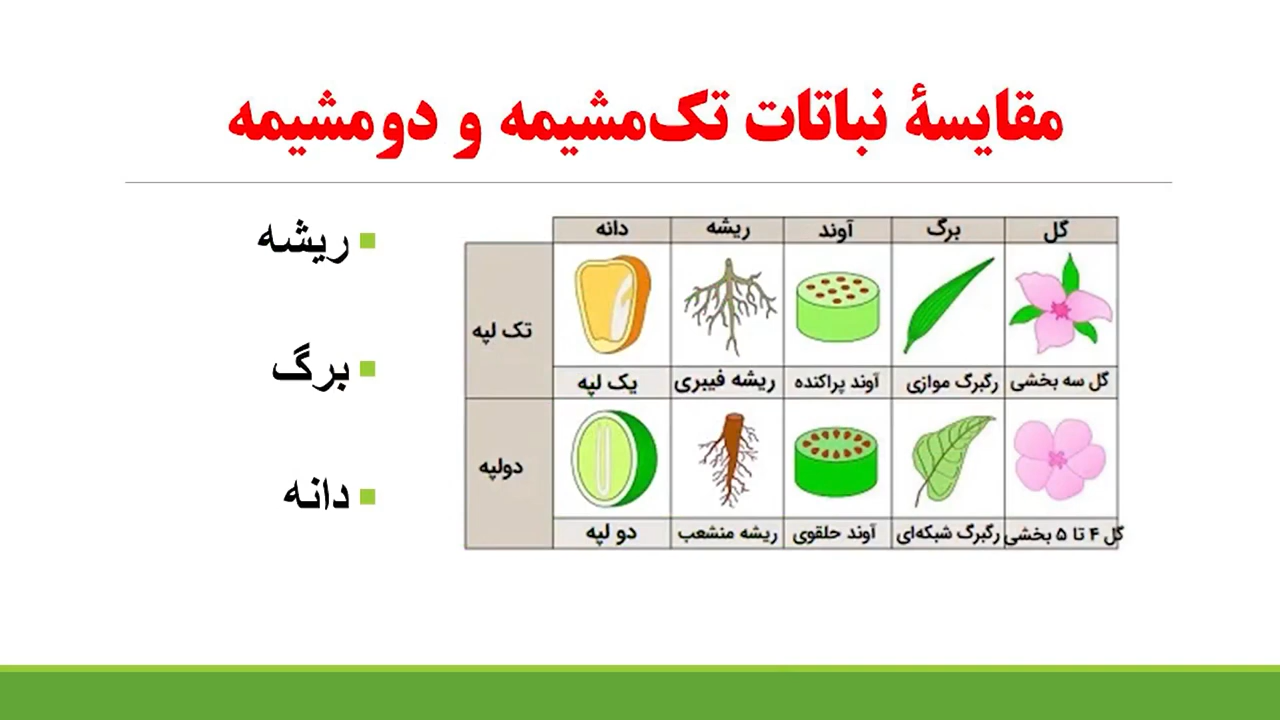 مقایسهٔ نباتات تک‌مشیمه و دومشیمه
ریشه
برگ
دانه
گل برگ آوند ریشه دانه
تک لپه
گل سه بخشی رگبرگ موازی آوند پراکنده ریشه فیبری یک لپه
دولپه
گل ۴ تا ۵ بخشی رگبرگ شبکه‌ای آوند حلقوی ریشه منشعب دو لپه